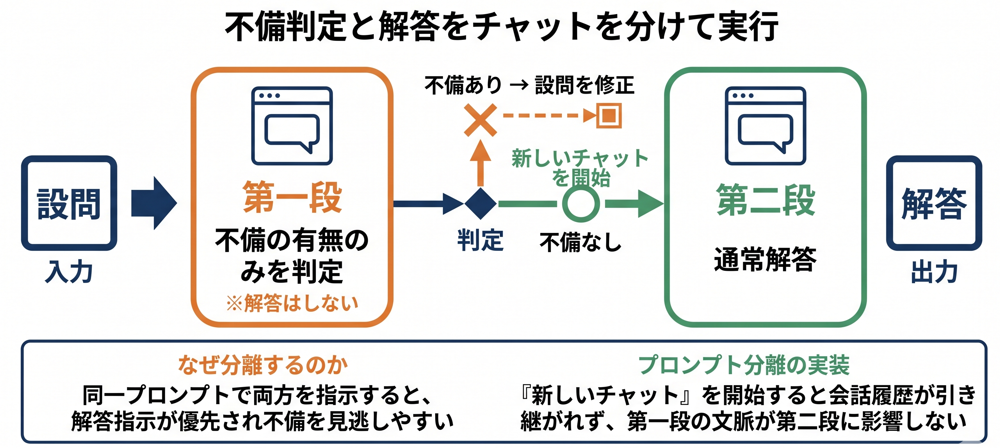 不備判定と解答をチャットを分けて実行
設問
入力
第一段
不備の有無の
みを判定
※解答はしない
不備あり → 設問を修正
新しいチャット
を開始
判定
不備なし
第二段
通常解答
解答
出力
なぜ分離するのか
同一プロンプトで両方を指示すると、
解答指示が優先され不備を見逃しやすい
プロンプト分離の実装
『新しいチャット』を開始すると会話履歴が引き
継がれず、第一段の文脈が第二段に影響しない